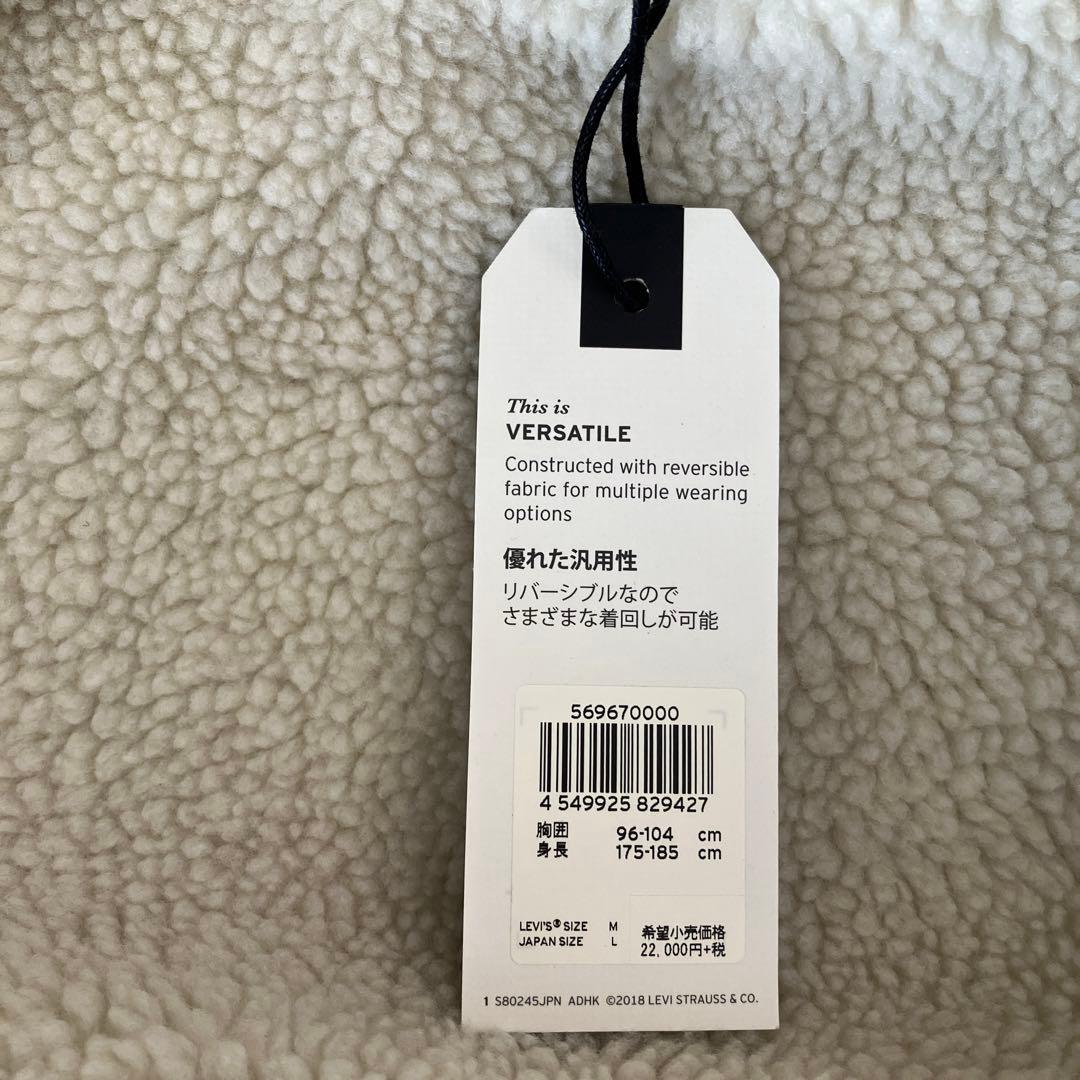 This is
VERSATILE
Constructed with reversible
fabric for multiple wearing
options
優れた汎用性
リバーシブルなので
さまざまな着回しが可能
569670000
4 549925 829427
胸囲 96-104 cm
身長 175-185 cm
LEVI'S® SIZE M
JAPAN SIZE L
希望小売価格
22,000円+税
1 S80245JPN ADHK ©2018 LEVI STRAUSS & CO.